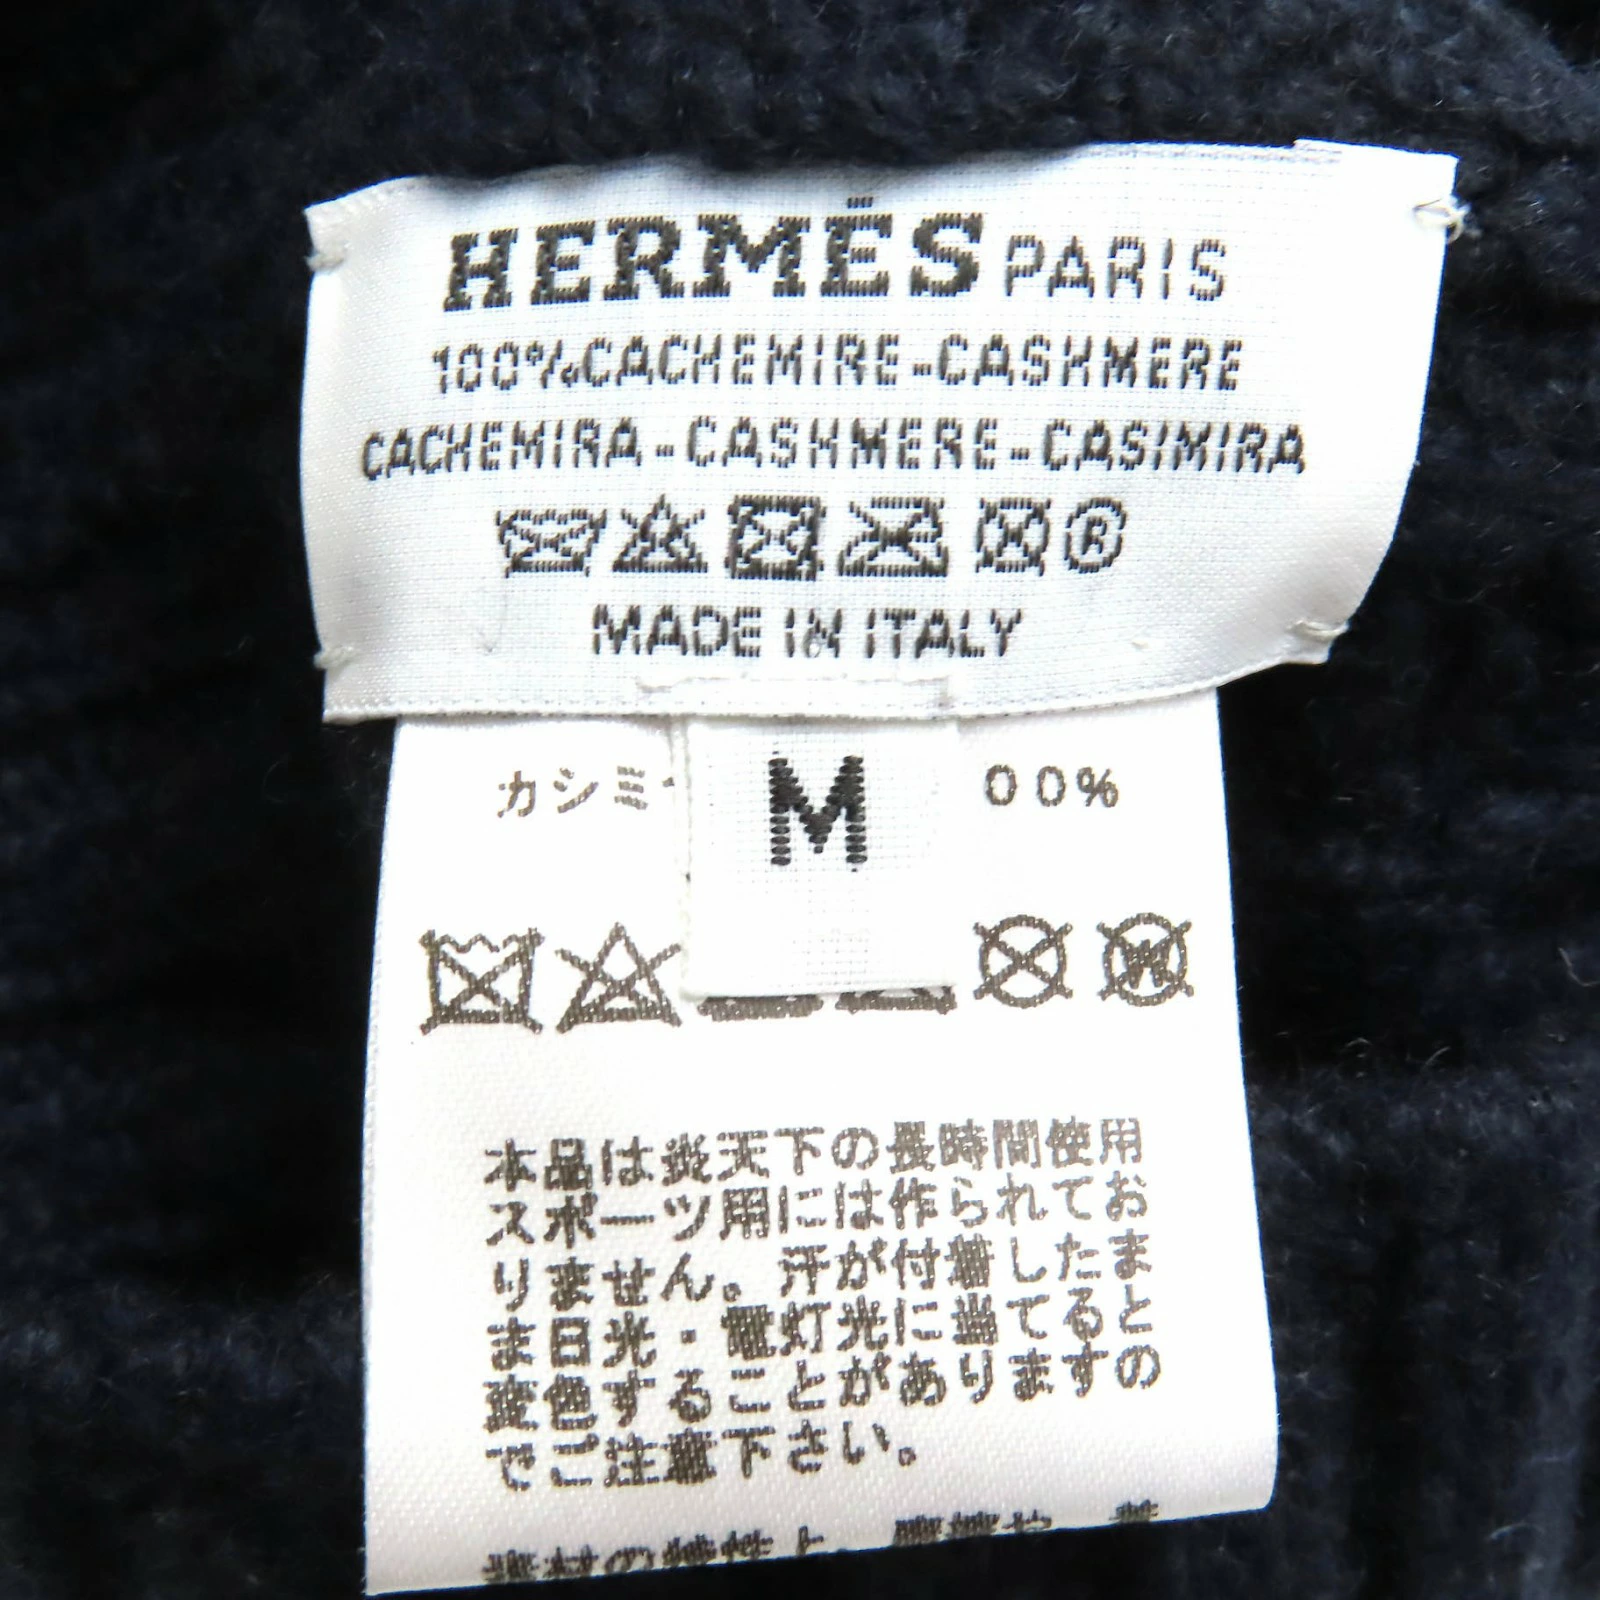 HERMÈS PARIS
100% CACHEMIRE-CASHMERE
CACHEMIRA-CASHMERE-CASIMIRA
R
MADE IN ITALY
M
カシミ 00%
W
本品は炎天下の長時間使用
スポーツ用には作られてお
りません。汗が付着したま
ま日光・電灯光に当てると
変色することがありますの
でご注意下さい。